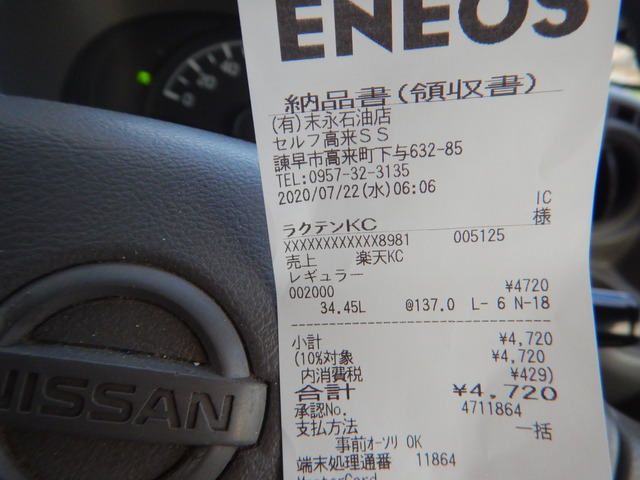 ENEOS
納品書(領収書)
(有)末永石油店
セルフ高来SS
諫早市高来町下与632-85
TEL:0957-32-3135
2020/07/22(水)06:06
IC
様
ラクテンKC
XXXXXXXXXXXX8981 005125
売上 楽天KC
レギュラー
002000 ¥4720
34.45L @137.0 L- 6 N-18
小計 ¥4,720
(10%対象 ¥4,720
内消費税 ¥429)
合計 ¥4,720
承認No. 4711864
支払方法 一括
事前オーソリ OK
端末処理通番 11864
MasterCard
NISSAN